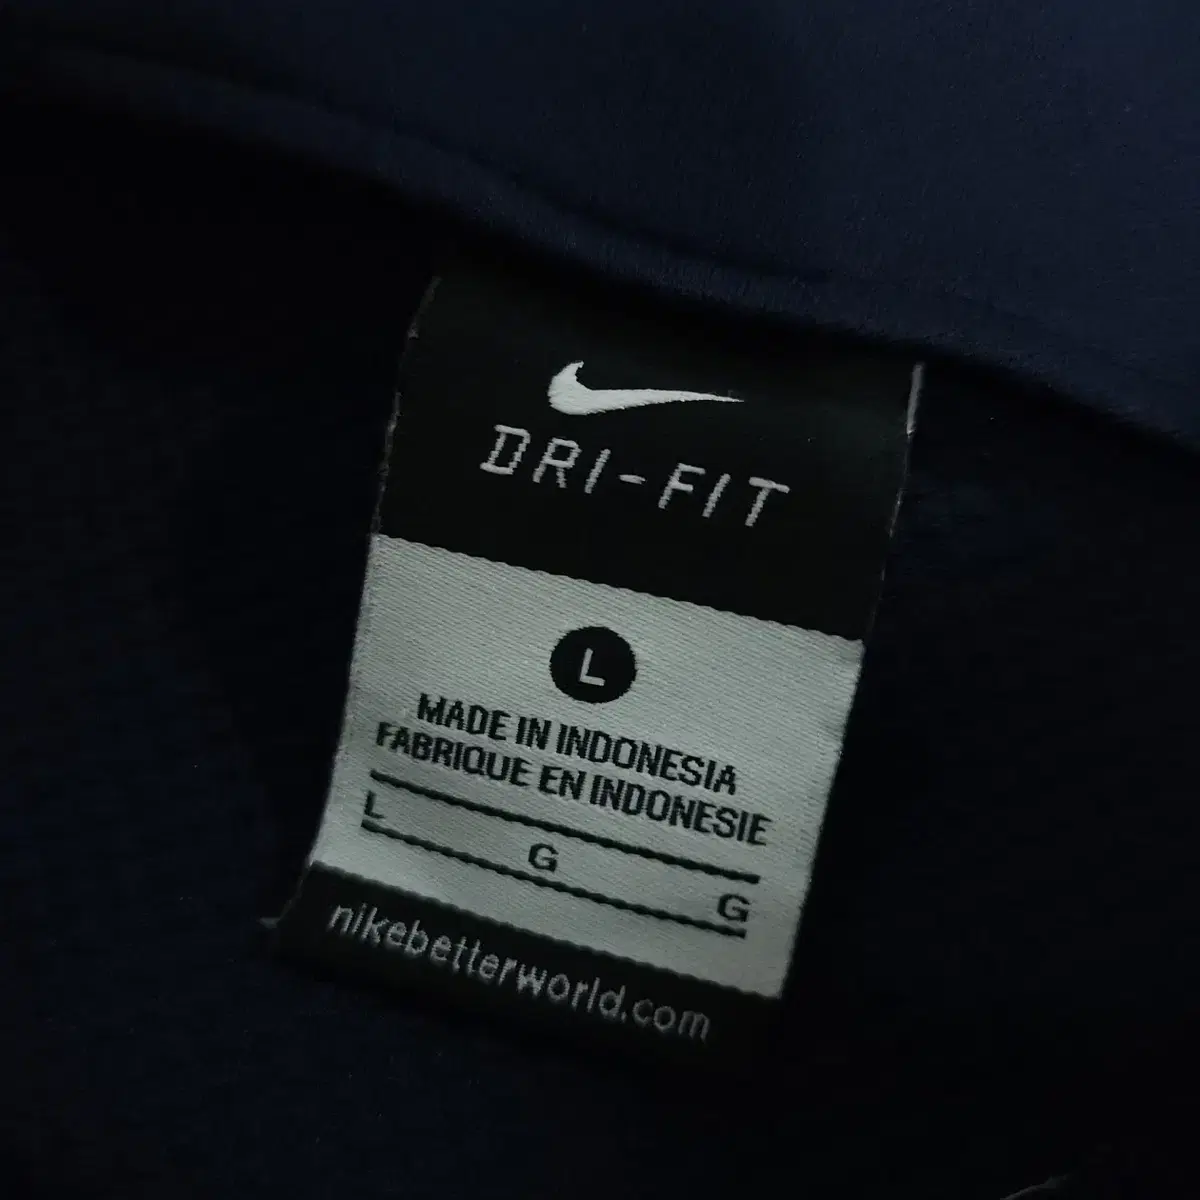 DRI-FIT
L
MADE IN INDONESIA
FABRIQUE EN INDONESIE
L G G
nikebetterworld.com